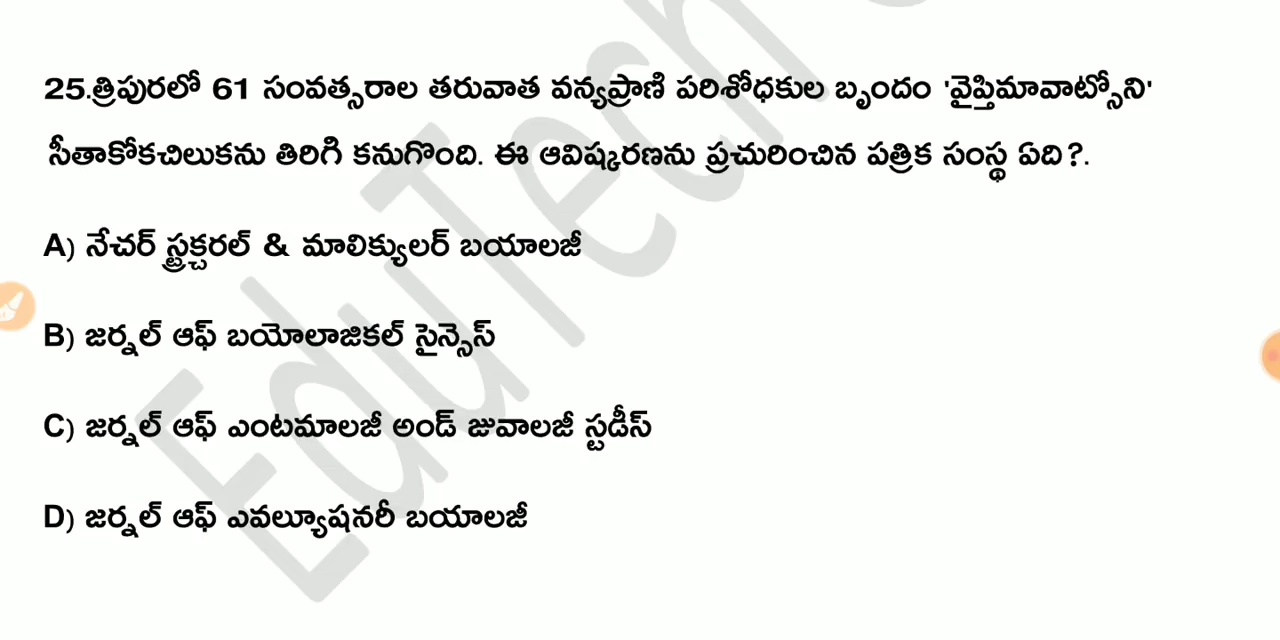 25.త్రిపురలో 61 సంవత్సరాల తరువాత వన్యప్రాణి పరిశోధకుల బృందం 'వైప్తిమావాట్సోని'
సీతాకోకచిలుకను తిరిగి కనుగొంది. ఈ ఆవిష్కరణను ప్రచురించిన పత్రిక సంస్థ ఏది?.
A) నేచర్ స్ట్రక్చరల్ & మాలిక్యులర్ బయాలజీ
B) జర్నల్ ఆఫ్ బయోలాజికల్ సైన్సెస్
C) జర్నల్ ఆఫ్ ఎంటమాలజీ అండ్ జువాలజీ స్టడీస్
D) జర్నల్ ఆఫ్ ఎవల్యూషనరీ బయాలజీ
EduTech